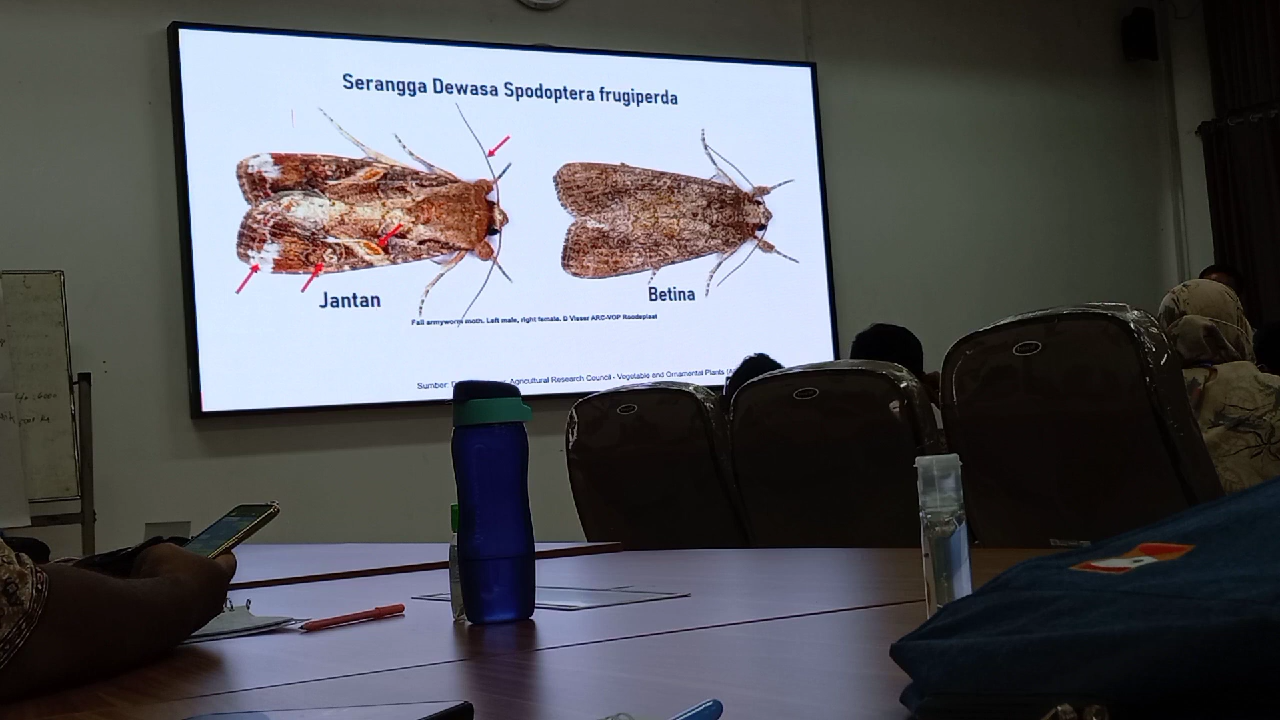 Serangga Dewasa Spodoptera frugiperda
Jantan
Betina
Fall armyworm moth. Left male, right female. D Visser ARC-VOP Roodeplaat
Sumber: Agricultural Research Council - Vegetable and Ornamental Plants